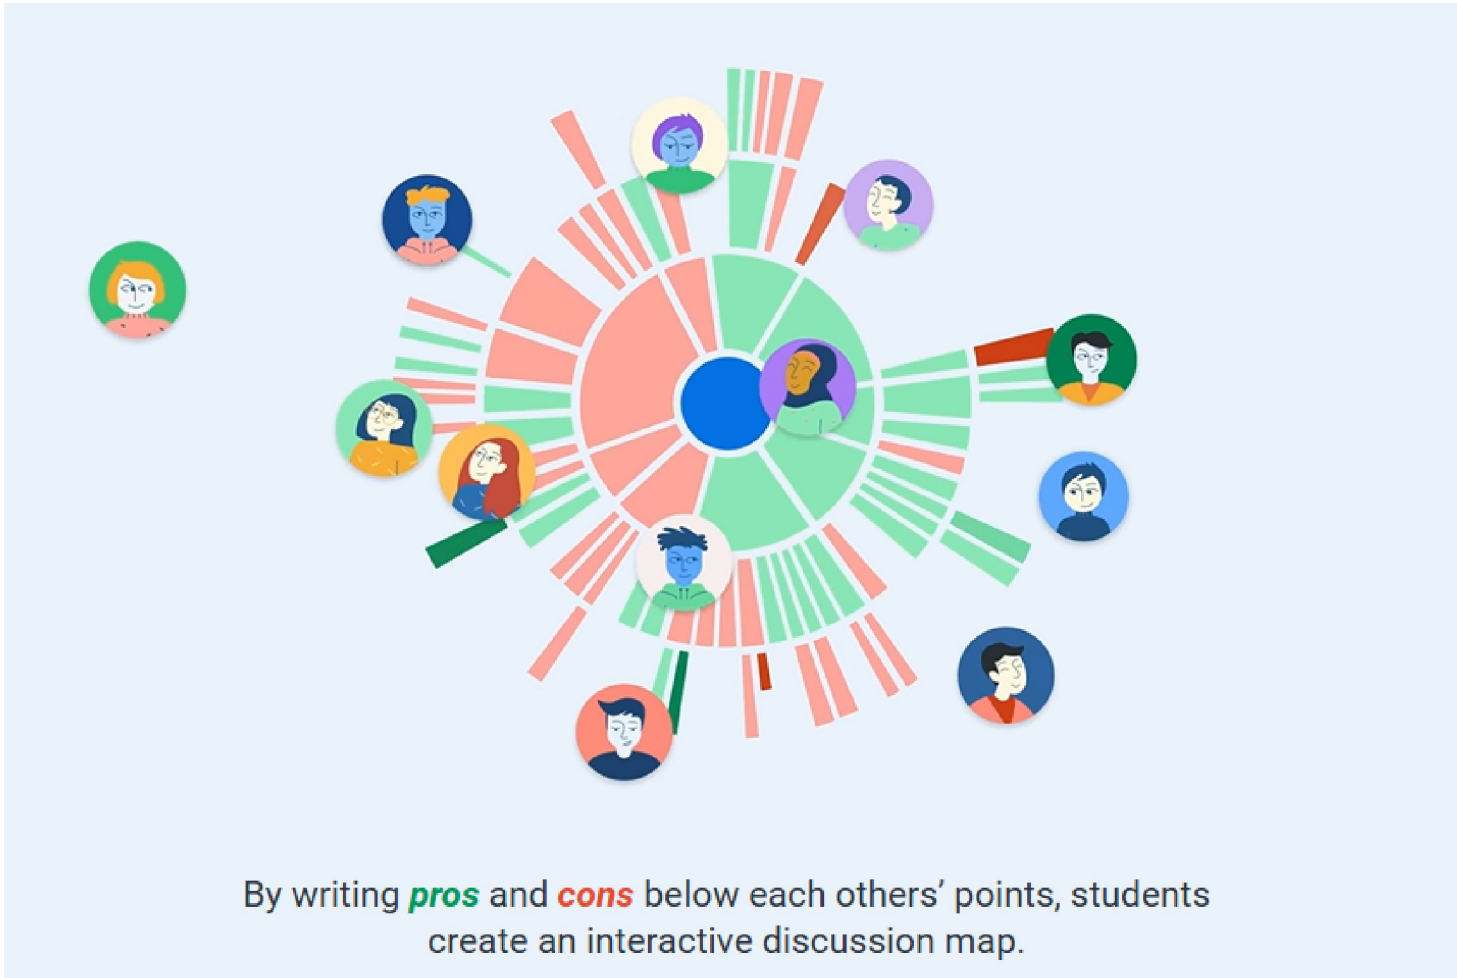 By writing pros and cons below each others’ points, students
create an interactive discussion map.